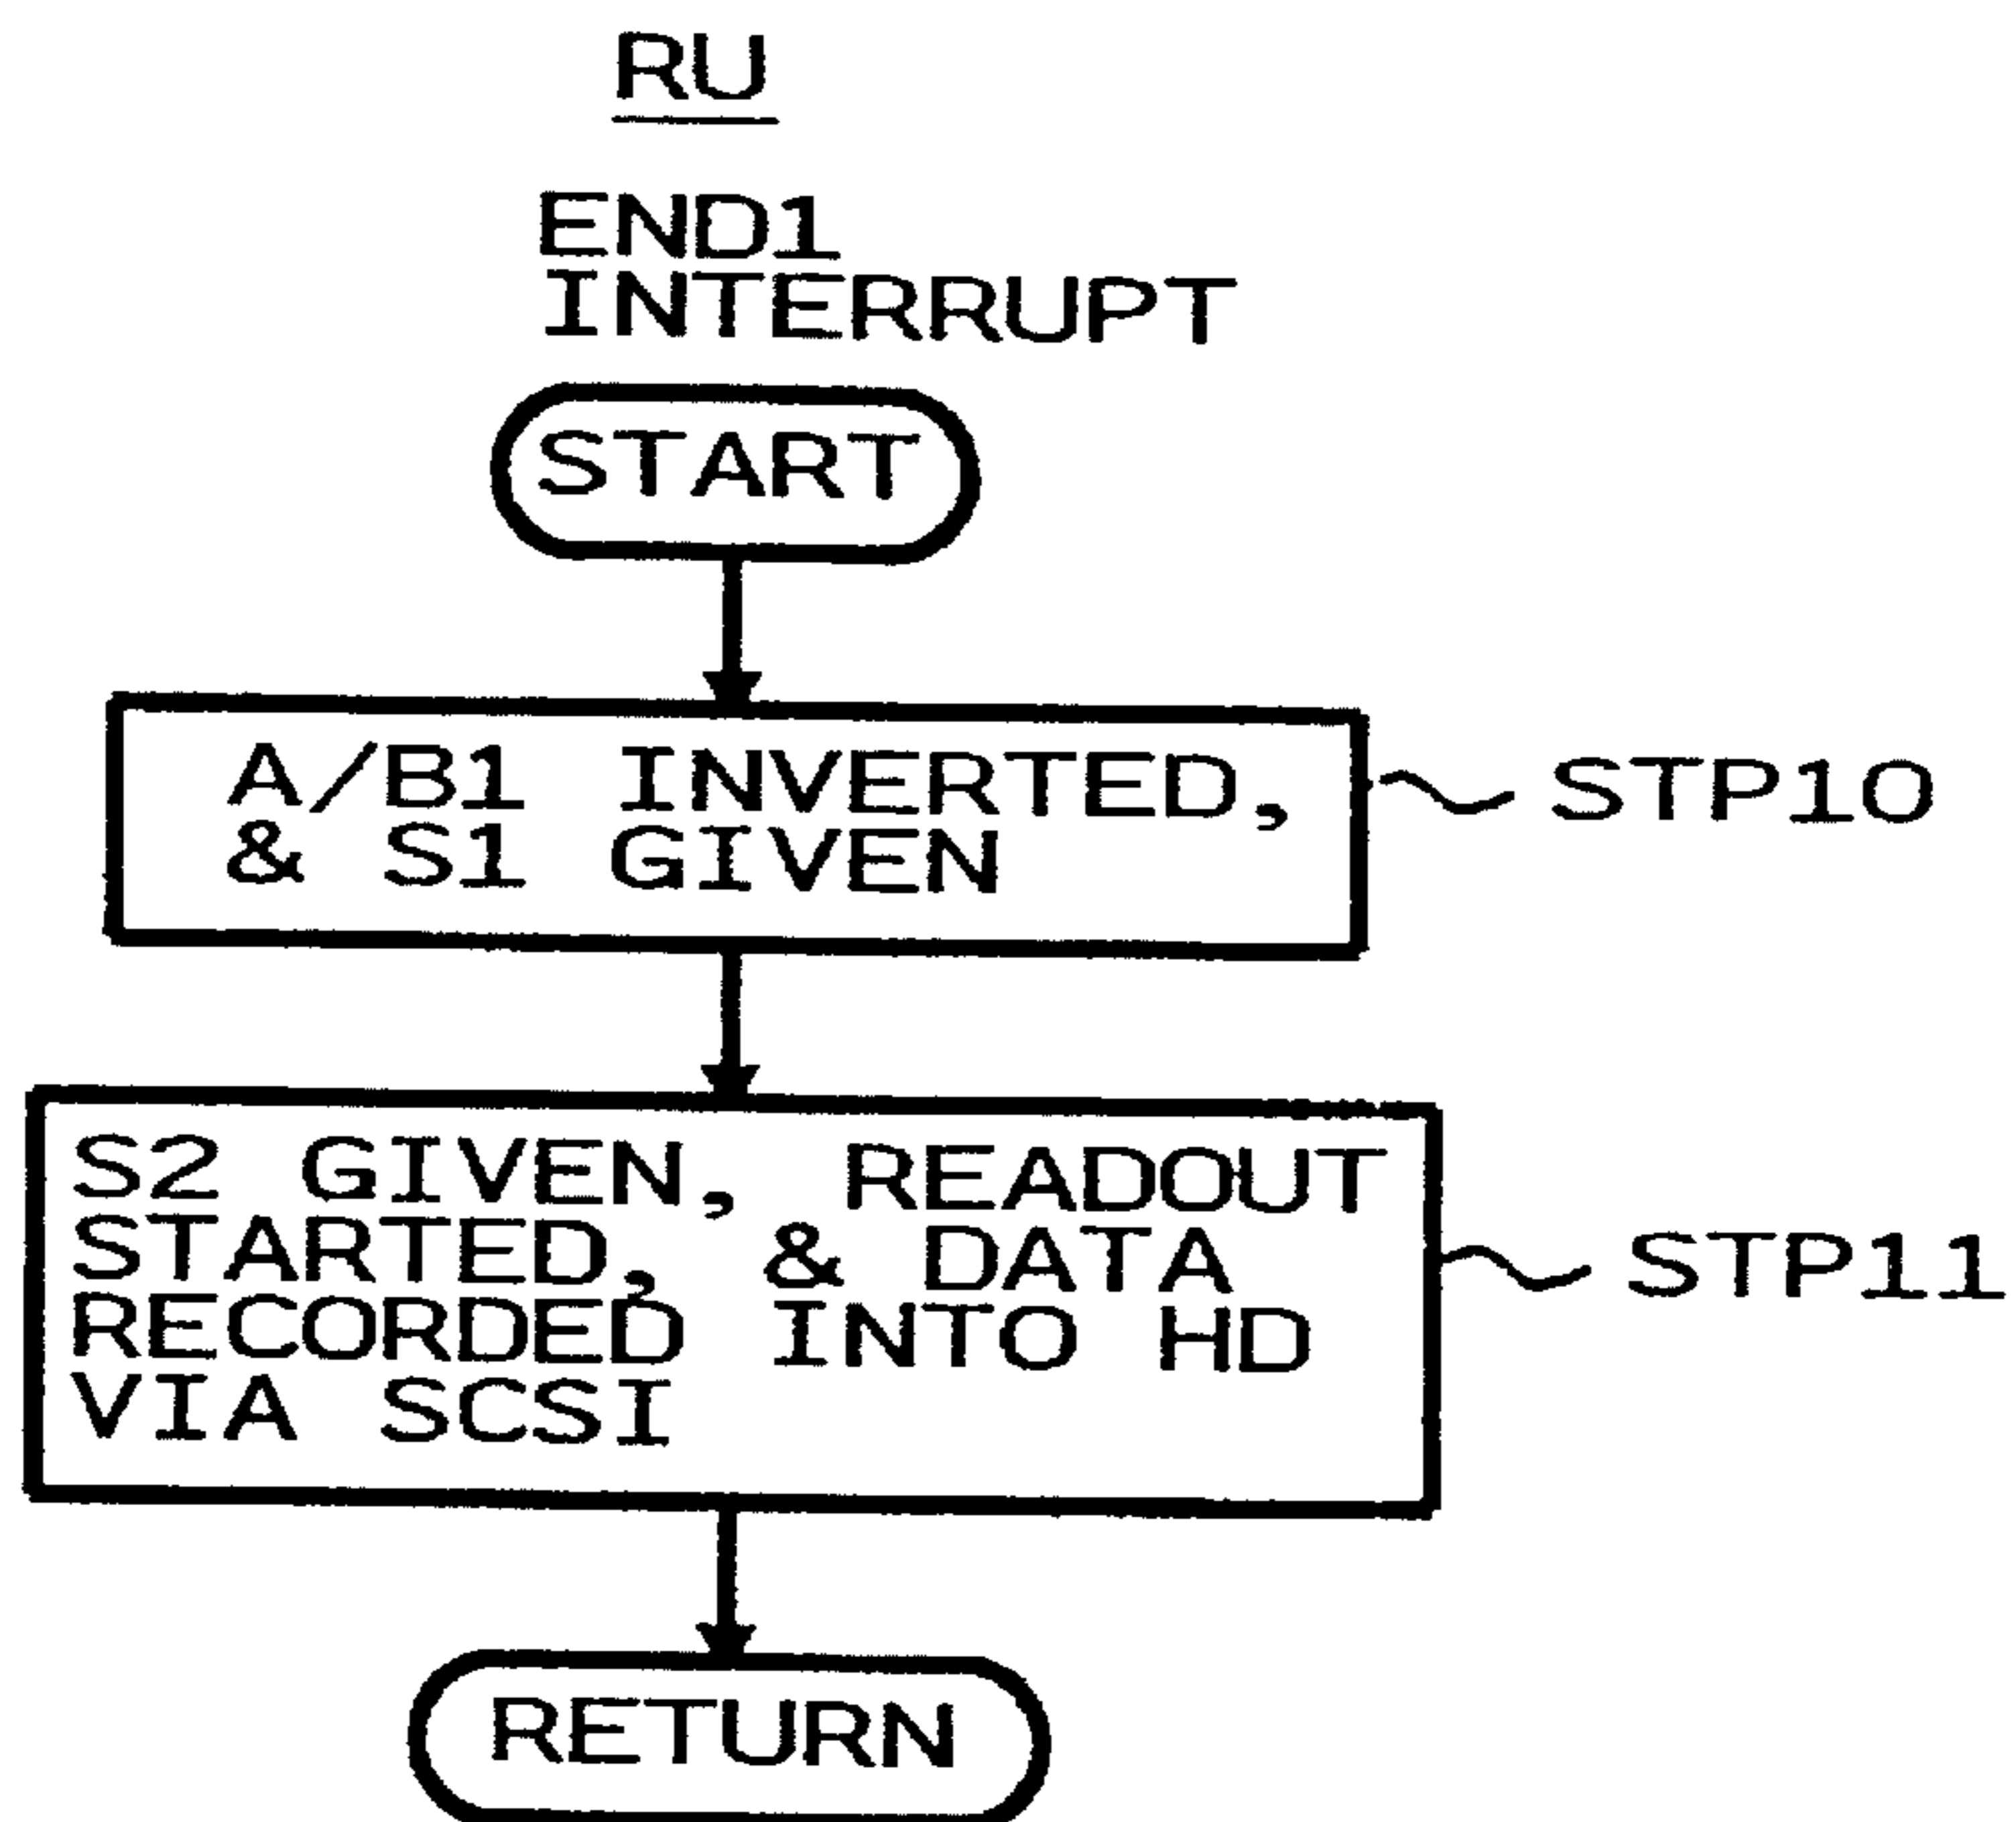 RU
END1
INTERRUPT
START
A/B1 INVERTED,
& S1 GIVEN
STP10
S2 GIVEN, READOUT
STARTED, & DATA
RECORDED INTO HD
VIA SCSI
STP11
RETURN